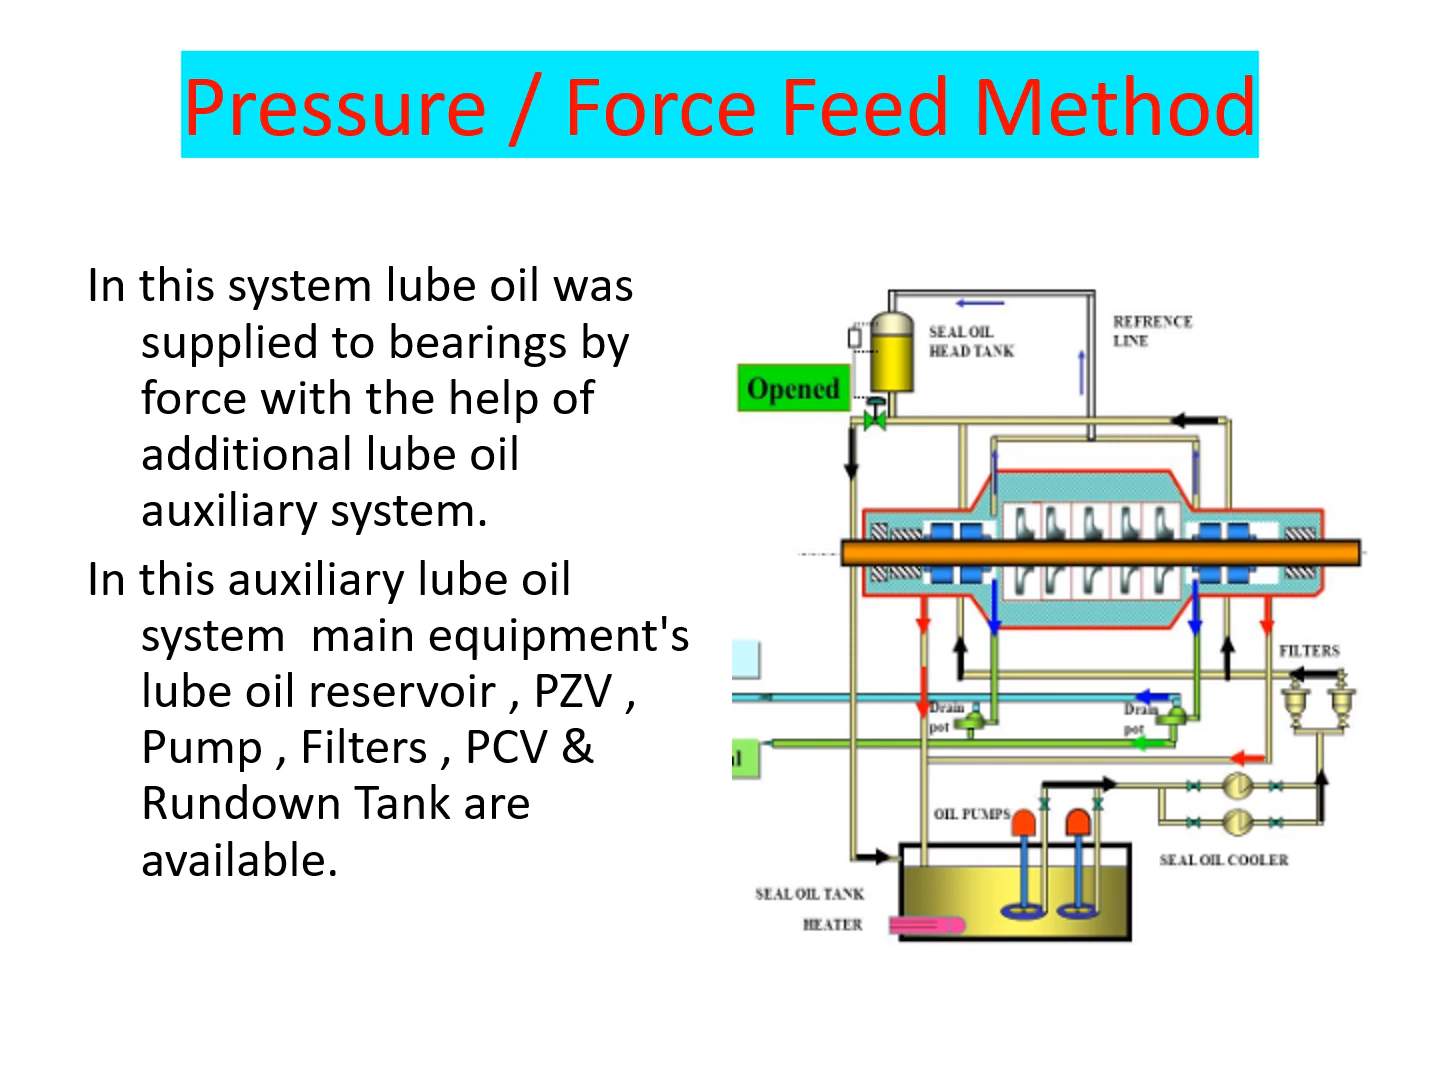 Pressure / Force Feed Method
In this system lube oil was
supplied to bearings by
force with the help of
additional lube oil
auxiliary system.
In this auxiliary lube oil
system  main equipment's
lube oil reservoir , PZV ,
Pump , Filters , PCV &
Rundown Tank are
available.
SEAL OIL
HEAD TANK
REFRENCE
LINE
Opened
FILTERS
Drain
pot
Drain
pot
OIL PUMPS
SEAL OIL COOLER
SEAL OIL TANK
HEATER